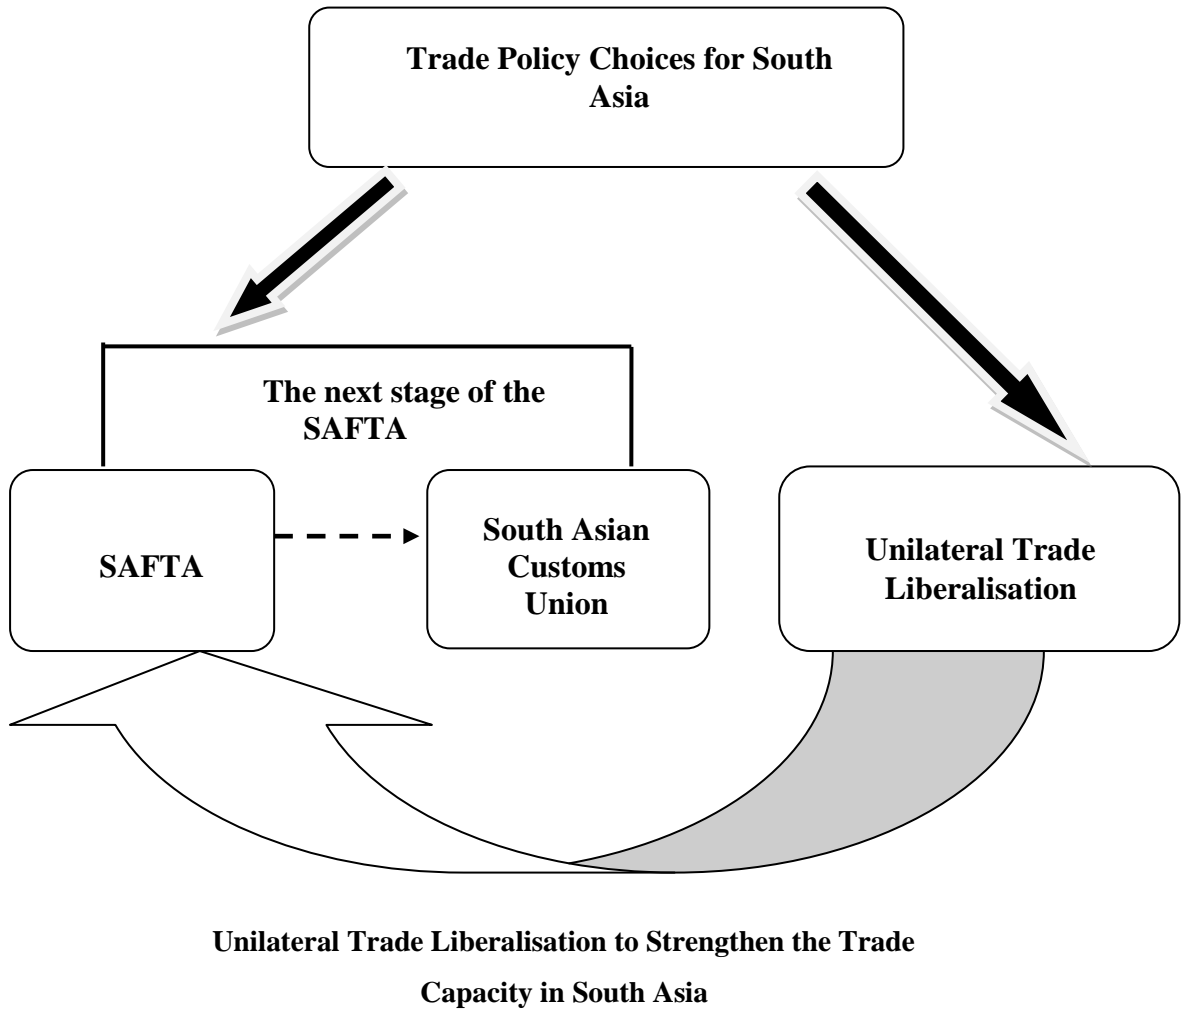 Trade Policy Choices for South
Asia
The next stage of the
SAFTA
SAFTA
South Asian
Customs
Union
Unilateral Trade
Liberalisation
Unilateral Trade Liberalisation to Strengthen the Trade
Capacity in South Asia